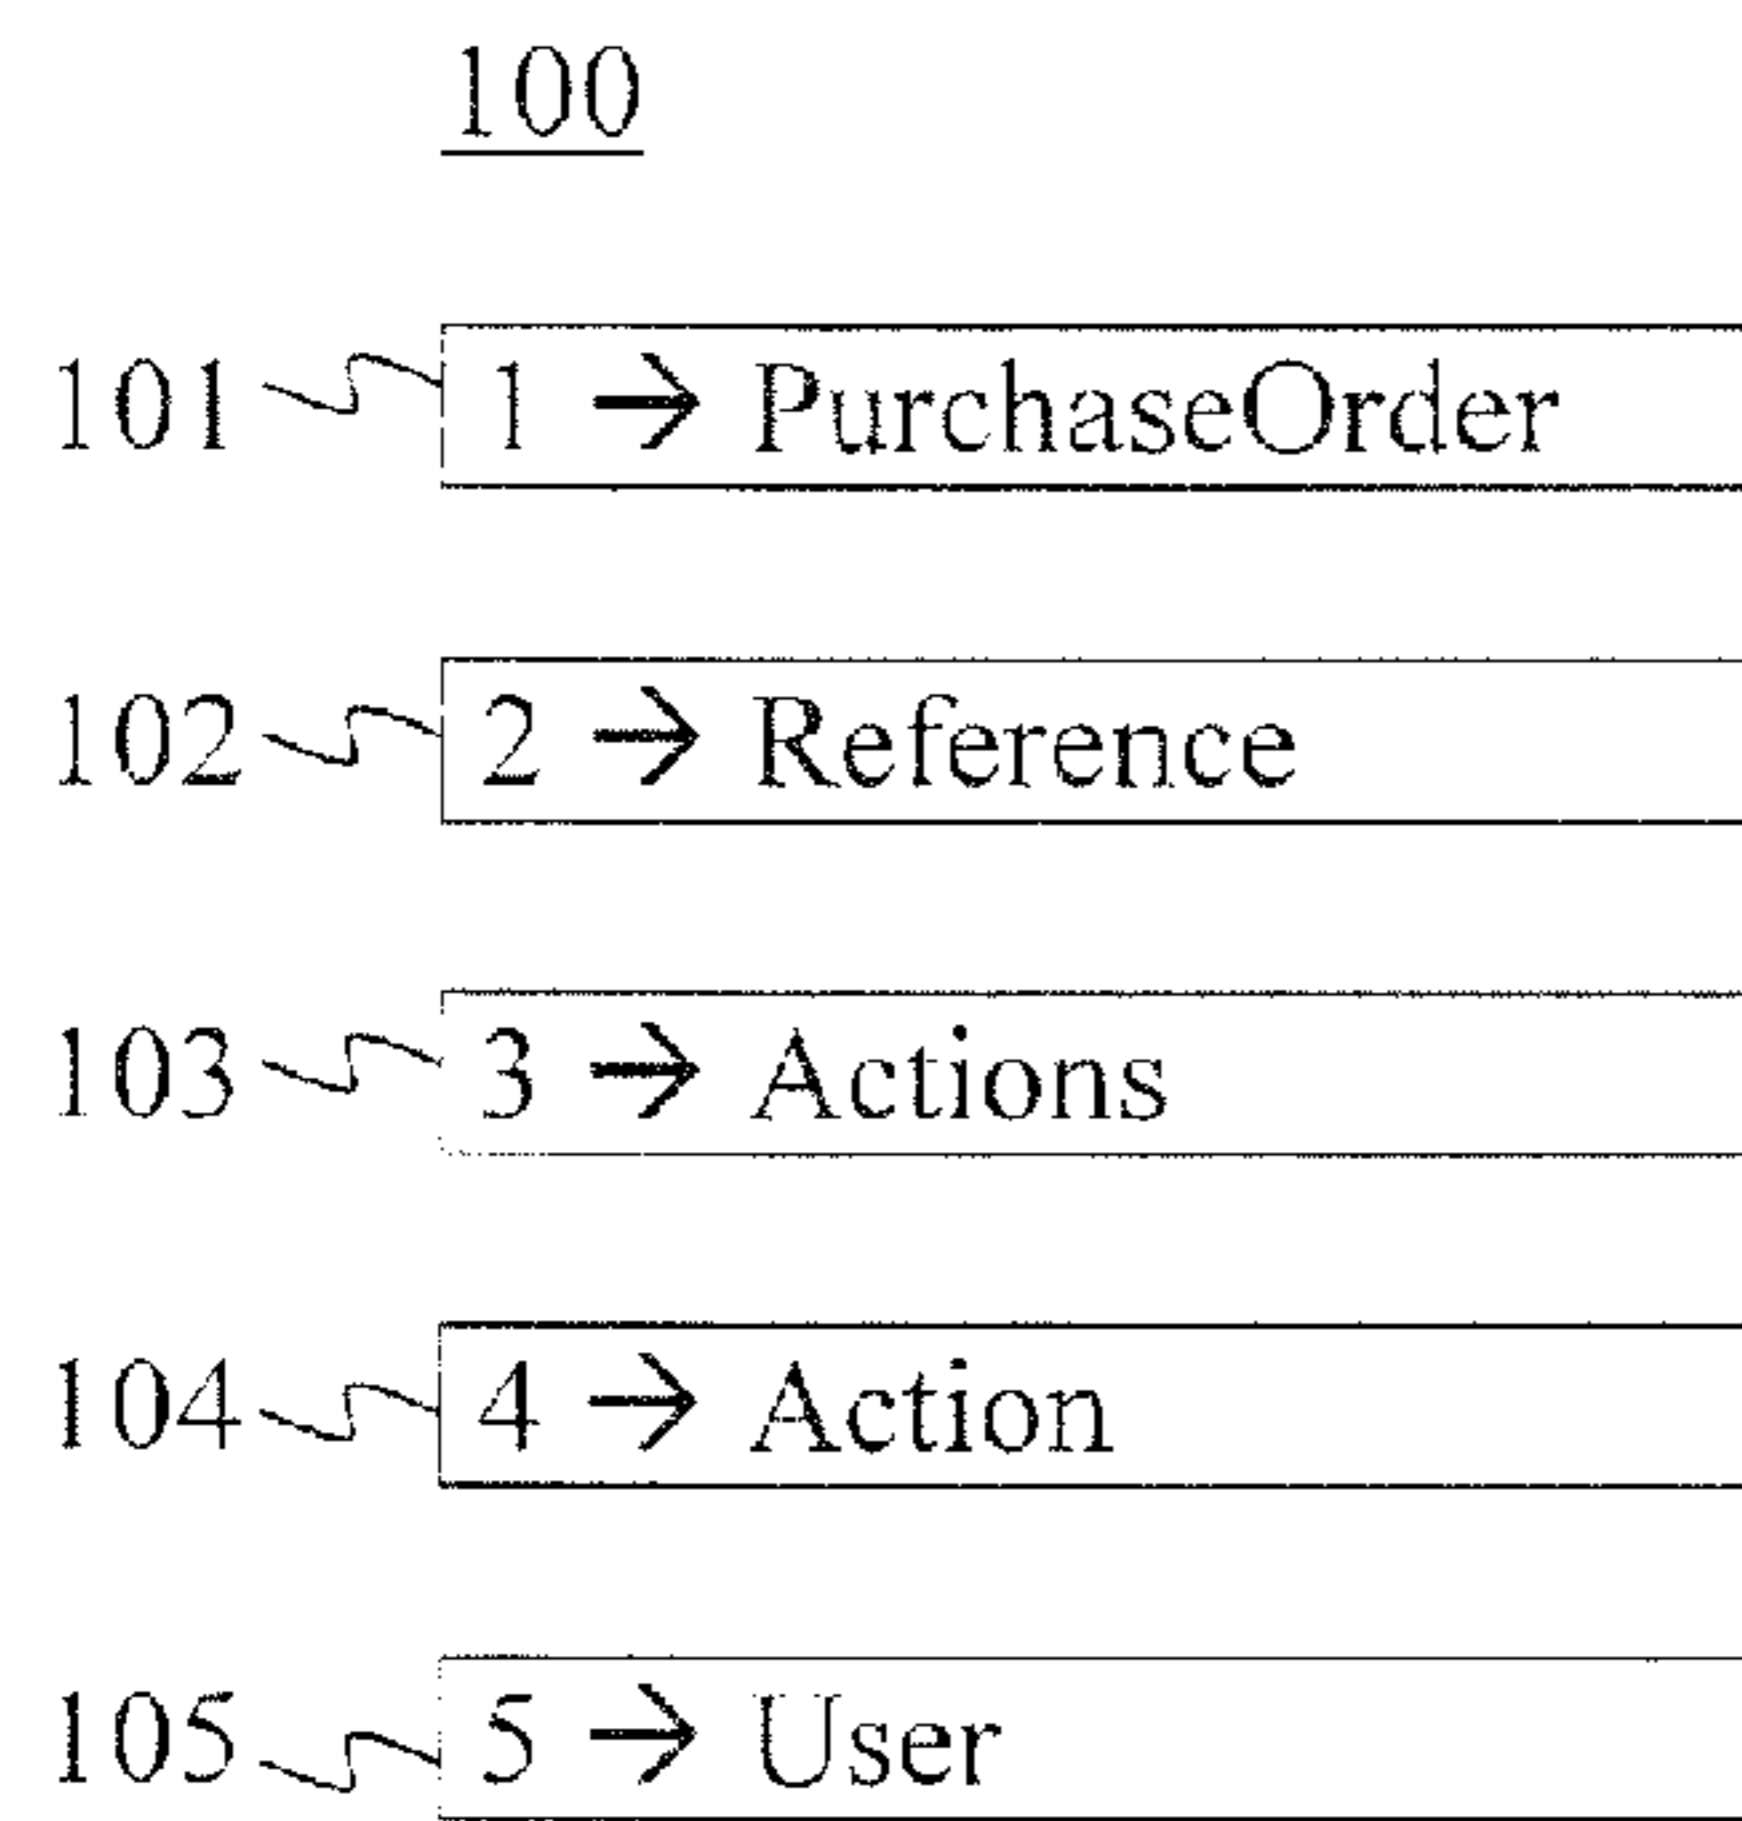 100
101 1 → PurchaseOrder
102 2 → Reference
103 3 → Actions
104 4 → Action
105 5 → User